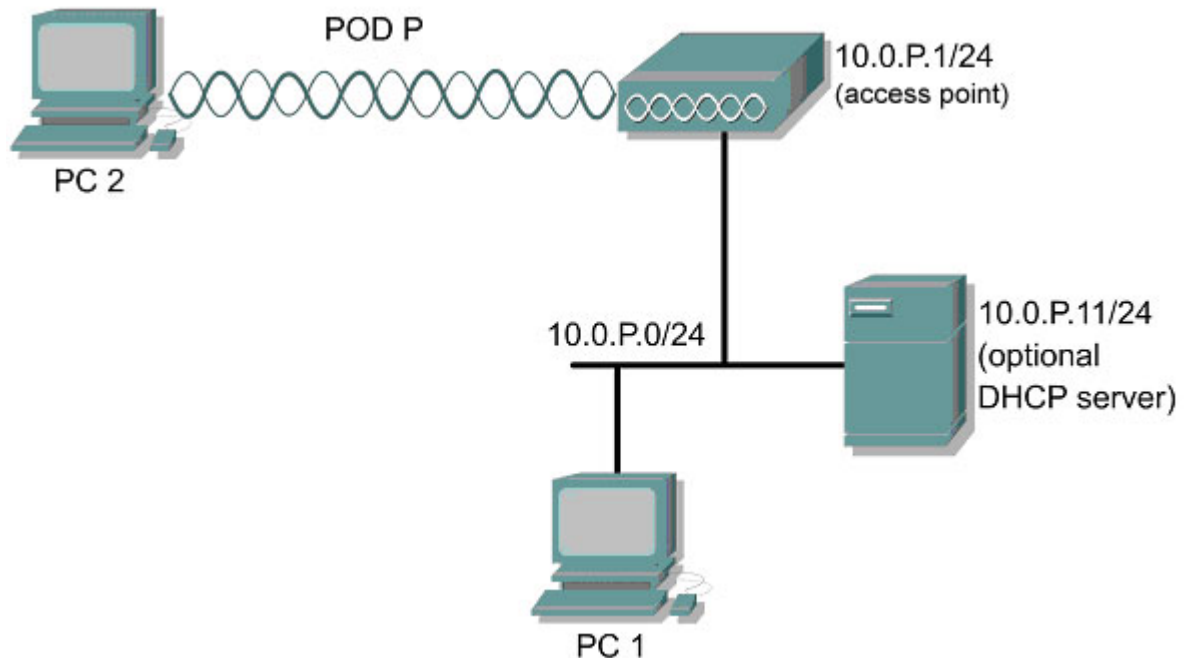 POD P
10.0.P.1/24
(access point)
PC 2
10.0.P.0/24
10.0.P.11/24
(optional
DHCP server)
PC 1